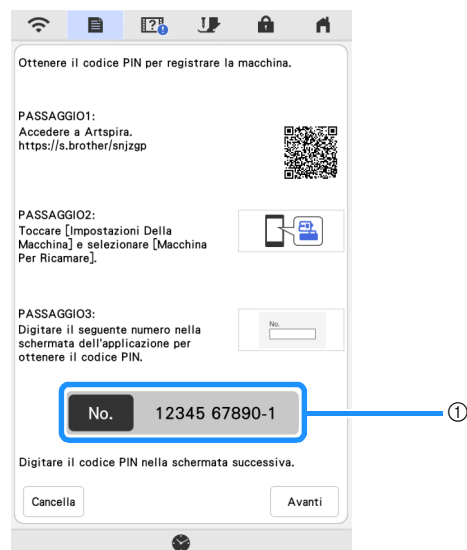 Ottenere il codice PIN per registrare la macchina.
PASSAGGIO1:
Accedere a Artspira.
https://s.brother/snjzgp
PASSAGGIO2:
Toccare [Impostazioni Della
Macchina] e selezionare [Macchina
Per Ricamare].
PASSAGGIO3:
Digitare il seguente numero nella
schermata dell'applicazione per
ottenere il codice PIN.
No.
No. 12345 67890-1
①
Digitare il codice PIN nella schermata successiva.
Cancella
Avanti